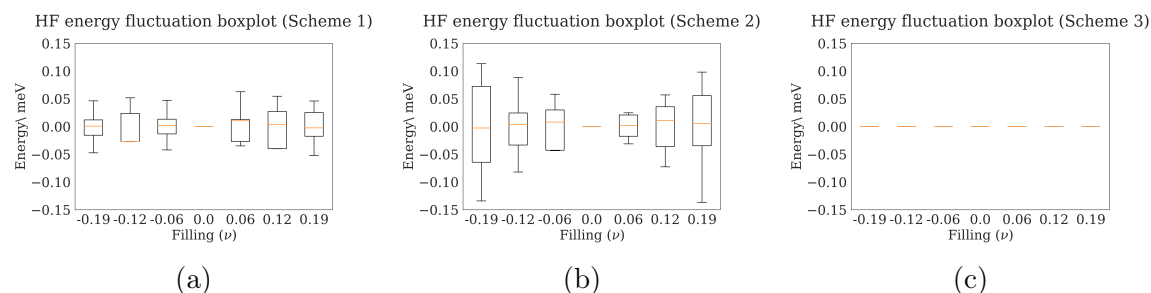 HF energy fluctuation boxplot (Scheme 1)
0.15
0.10
0.05
0.00
−0.05
−0.10
−0.15
Energy\ meV
-0.19 -0.12 -0.06 0.0 0.06 0.12 0.19
Filling (ν)
(a)
HF energy fluctuation boxplot (Scheme 2)
0.15
0.10
0.05
0.00
−0.05
−0.10
−0.15
Energy\ meV
-0.19 -0.12 -0.06 0.0 0.06 0.12 0.19
Filling (ν)
(b)
HF energy fluctuation boxplot (Scheme 3)
0.15
0.10
0.05
0.00
−0.05
−0.10
−0.15
Energy\ meV
-0.19 -0.12 -0.06 0.0 0.06 0.12 0.19
Filling (ν)
(c)